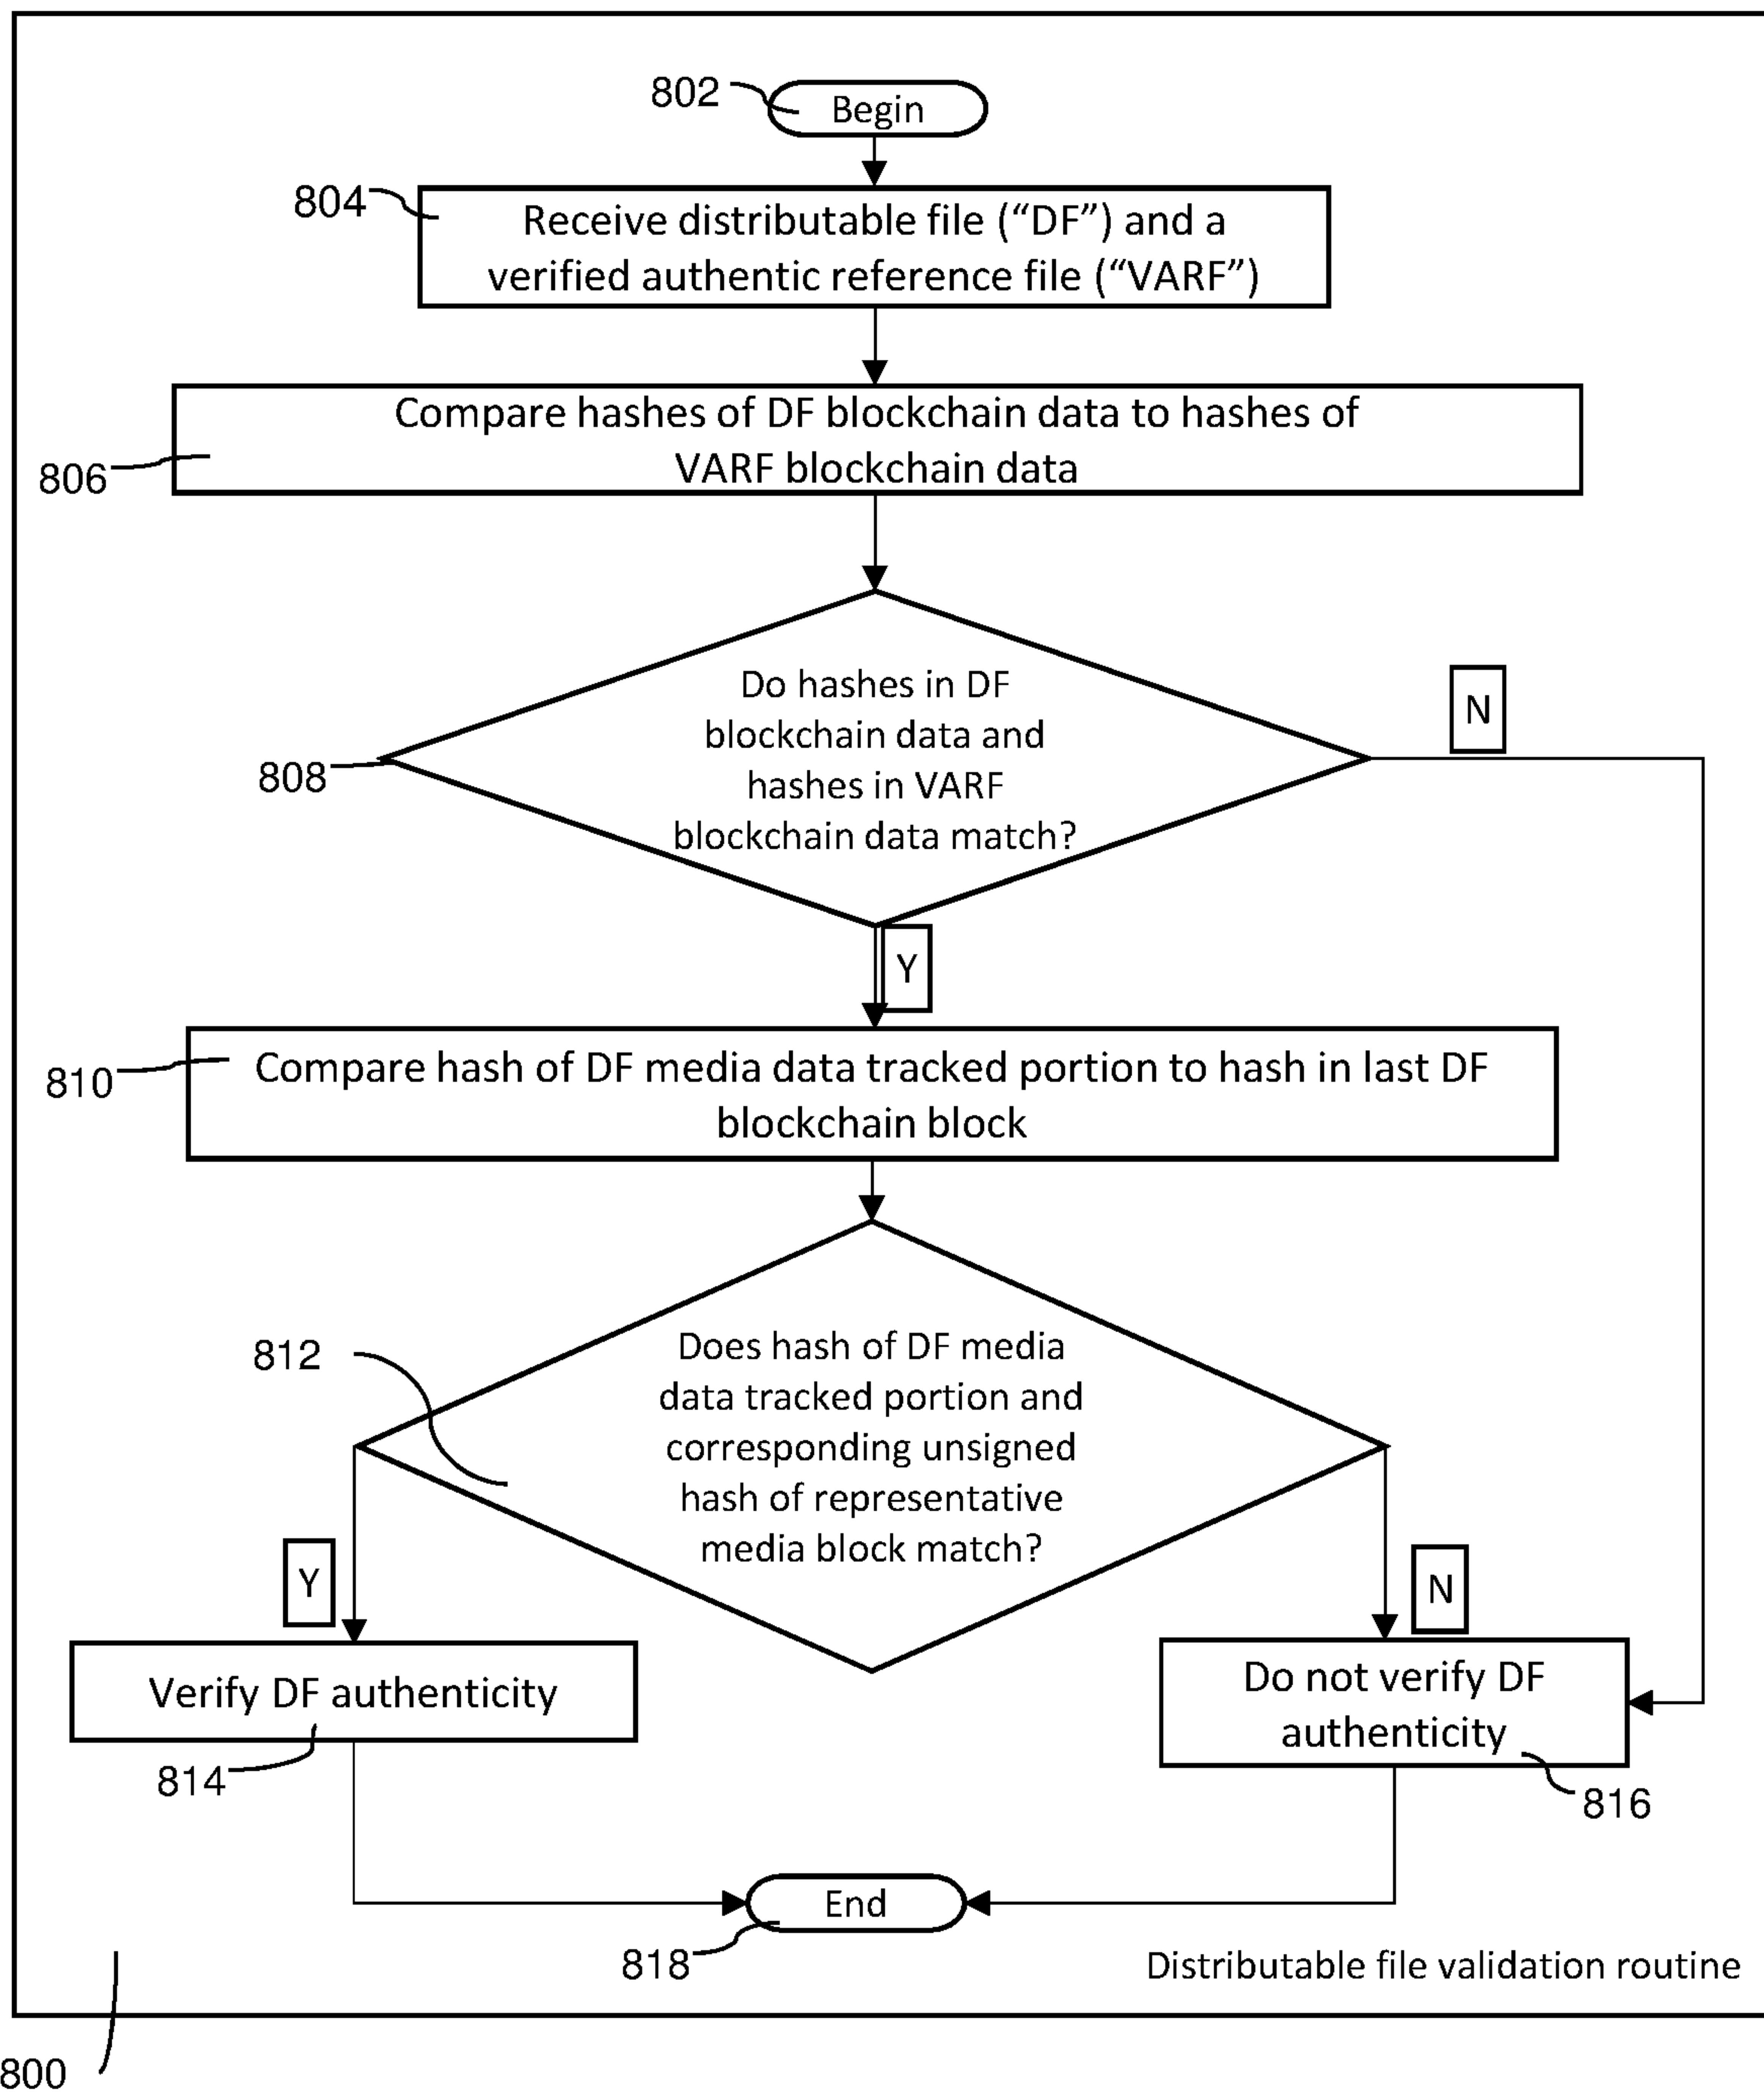 802
Begin
804
Receive distributable file (“DF”) and a
verified authentic reference file (“VARF”)
Compare hashes of DF blockchain data to hashes of
VARF blockchain data
806
Do hashes in DF
blockchain data and
hashes in VARF
blockchain data match?
N
808
Y
810
Compare hash of DF media data tracked portion to hash in last DF
blockchain block
812
Does hash of DF media
data tracked portion and
corresponding unsigned
hash of representative
media block match?
Y
N
Verify DF authenticity
814
Do not verify DF
authenticity
816
End
818
Distributable file validation routine
800